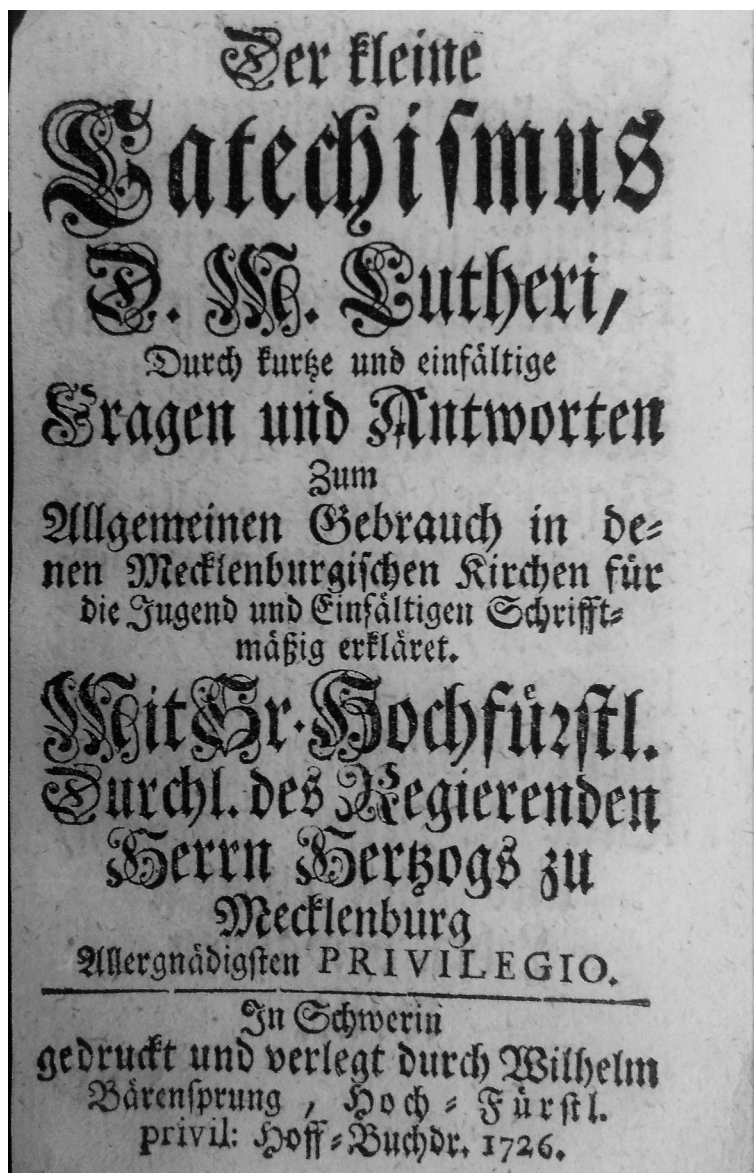 Der kleine
Catechismus
D. M. Lutheri,
Durch kurtze und einfältige
Fragen und Antworten
Zum
Allgemeinen Gebrauch in de-
nen Mecklenburgischen Kirchen für
die Jugend und Einfältigen Schrifft-
mäßig erkläret.
Mit Sr. Hochfürstl.
Durchl. des Regierenden
Herrn Hertzogs zu
Mecklenburg
Allergnädigsten PRIVILEGIO.
In Schwerin
gedruckt und verlegt durch Wilhelm
Bärensprung, Hoch-Fürstl.
privil: Hoff-Buchdr. 1726.